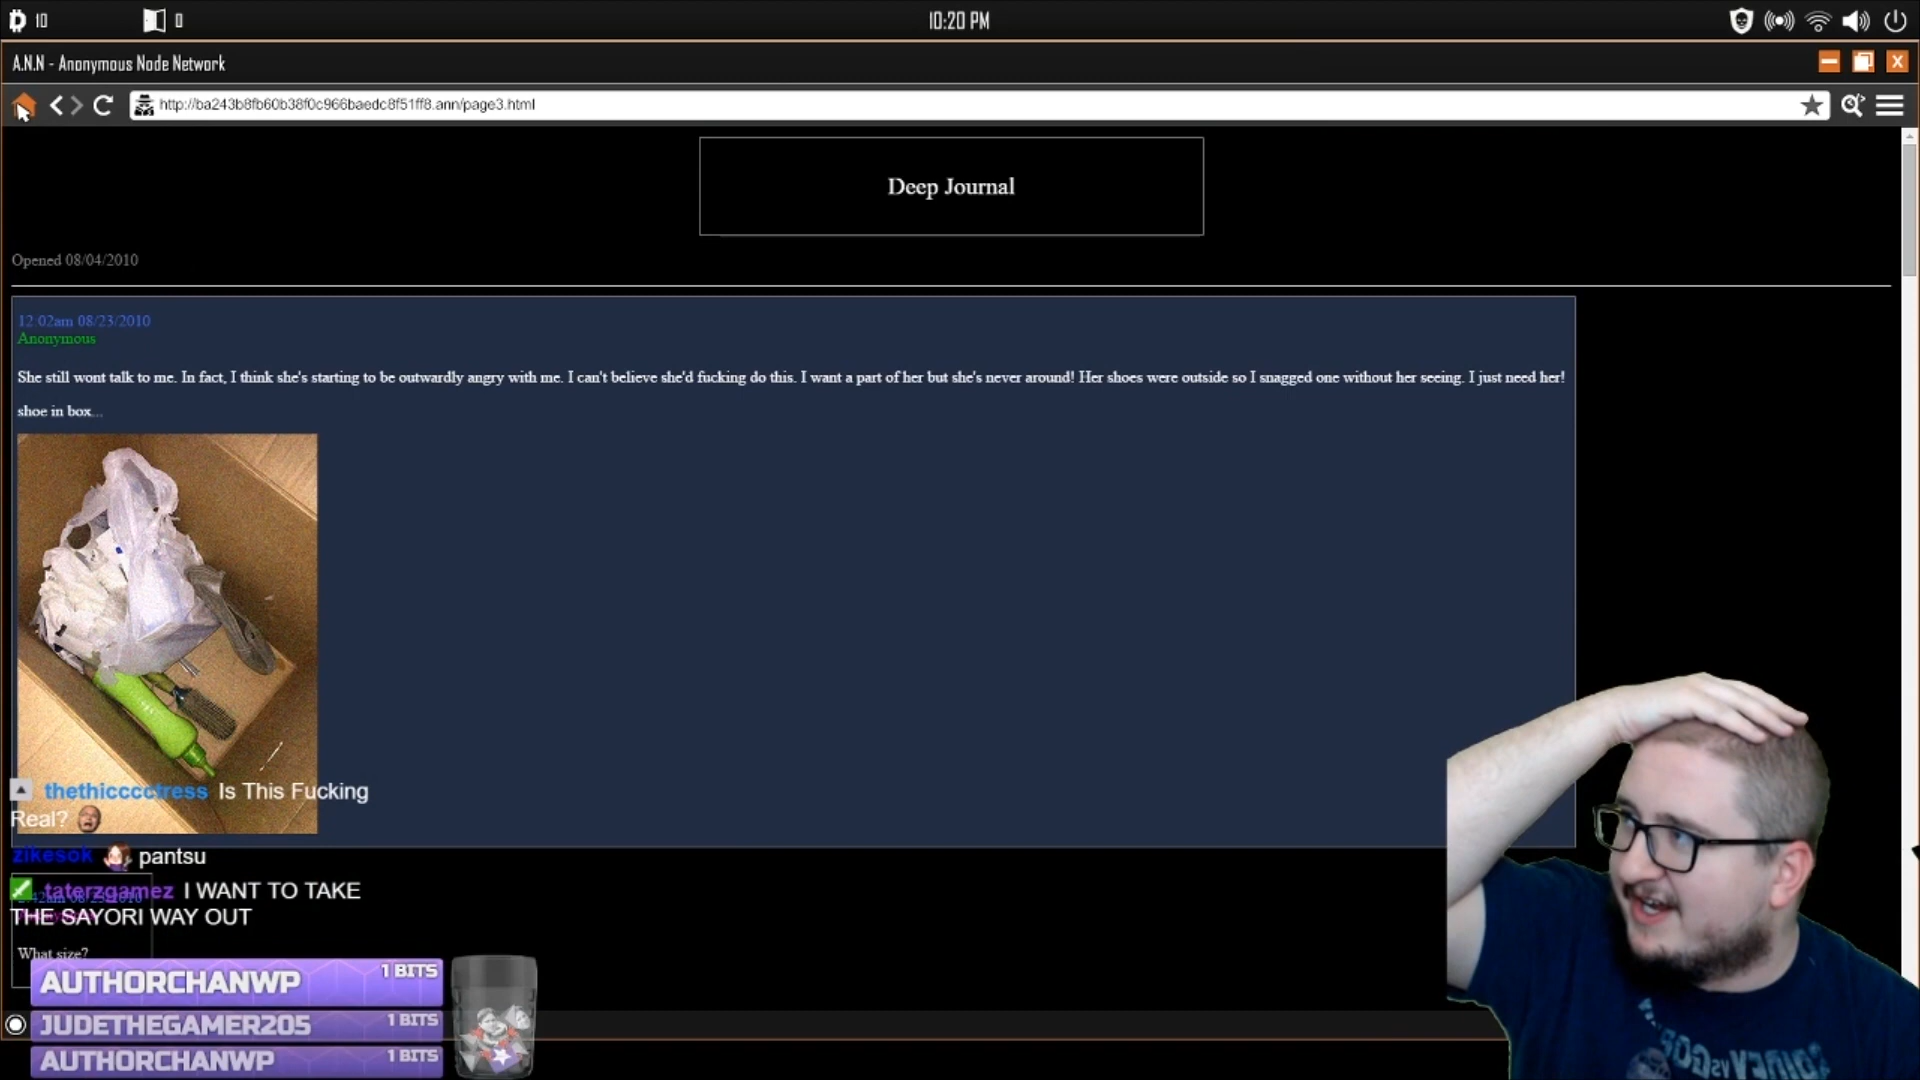 10
0
10:20 PM
A.N.N - Anonymous Node Network
http://ba243b8fb60b38f0c966baedc8f51ff8.ann/page3.html
Deep Journal
Opened 08/04/2010
12:02am 08/23/2010
Anonymous
She still wont talk to me. In fact, I think she's starting to be outwardly angry with me. I can't believe she'd fucking do this. I want a part of her but she's never around! Her shoes were outside so I snagged one without her seeing. I just need her!
shoe in box...
thethiccctress Is This Fucking
Real?
zikesok pantsu
taterzgamez I WANT TO TAKE
THE SAYORI WAY OUT
What size?
AUTHORCHANWP 1 BITS
JUDETHEGAMER205 1 BITS
AUTHORCHANWP 1 BITS